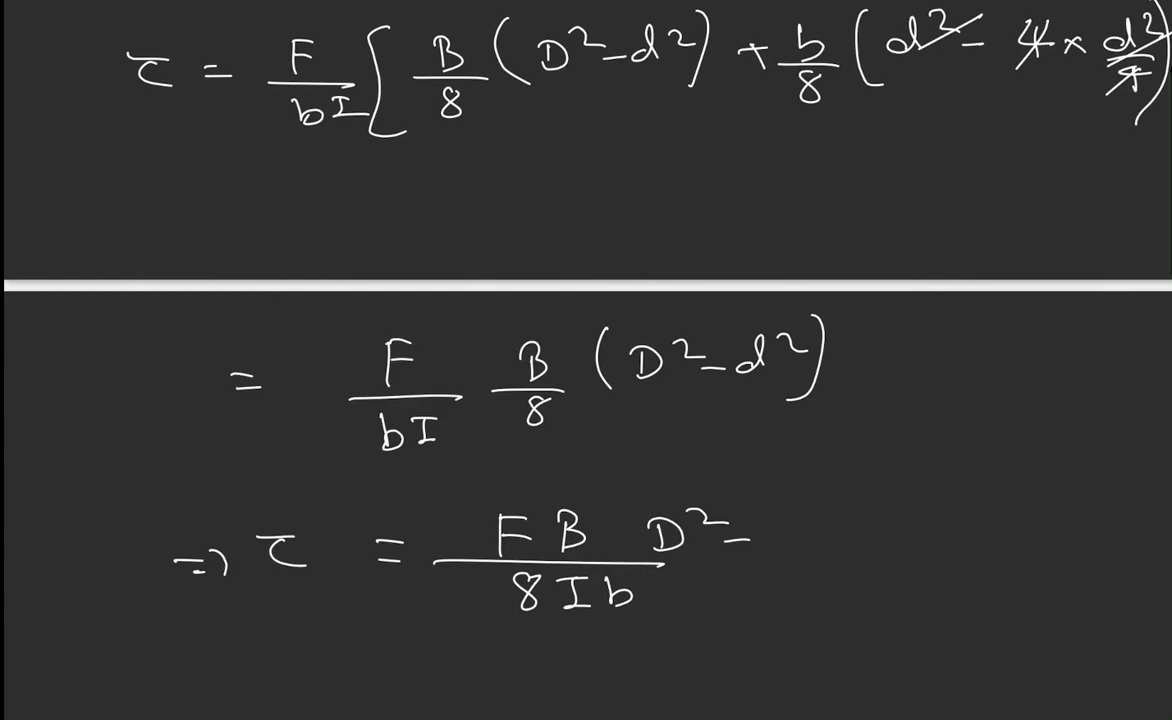 τ = F/bI [ B/8 (D² - d²) + b/8 (d² - 4 × d²/4)
= F/bI B/8 (D² - d²)
=> τ = F B D² - / 8 I b